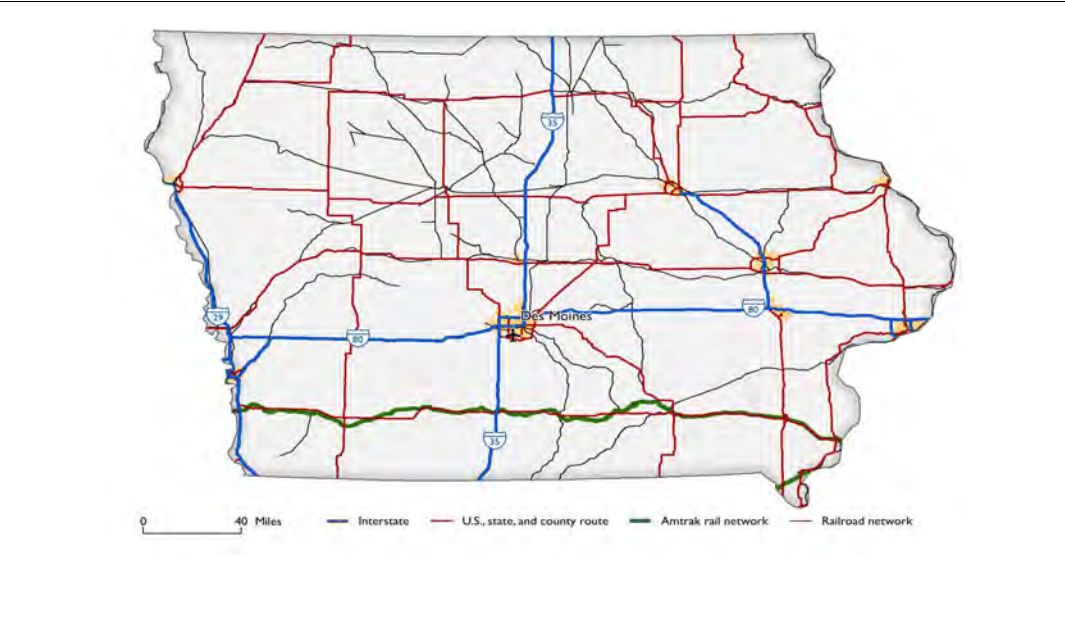 35
Des Moines
29
80
80
35
0 40 Miles Interstate U.S., state, and county route Amtrak rail network Railroad network